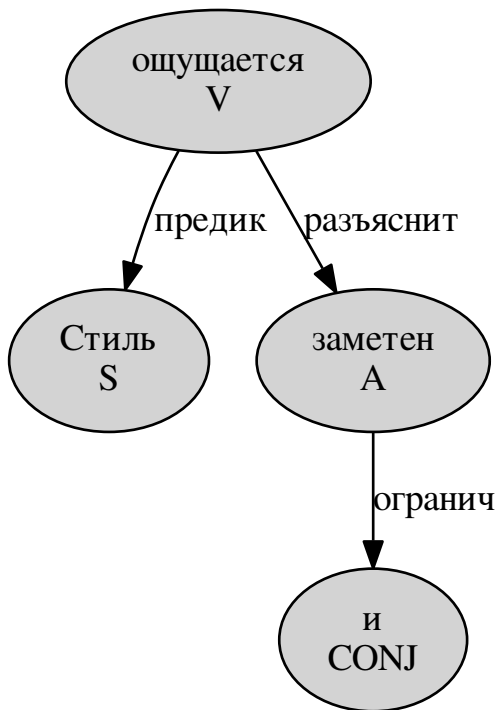 ощущается
V
предик
разъяснит
Стиль
S
заметен
A
огранич
и
CONJ